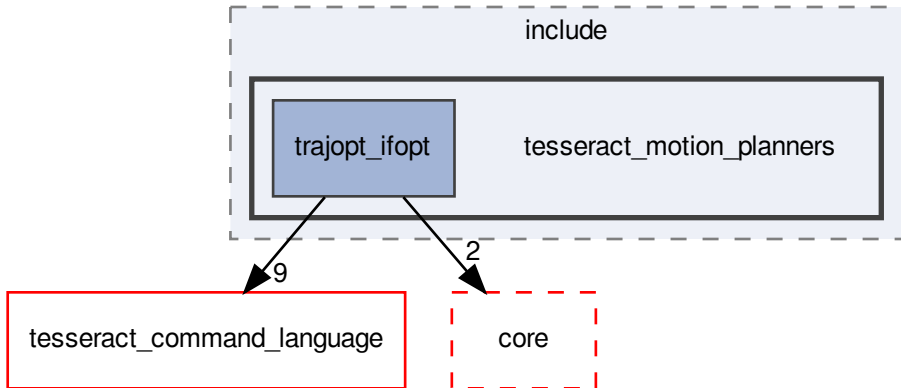 include
trajopt_ifopt
tesseract_motion_planners
9
2
tesseract_command_language
core